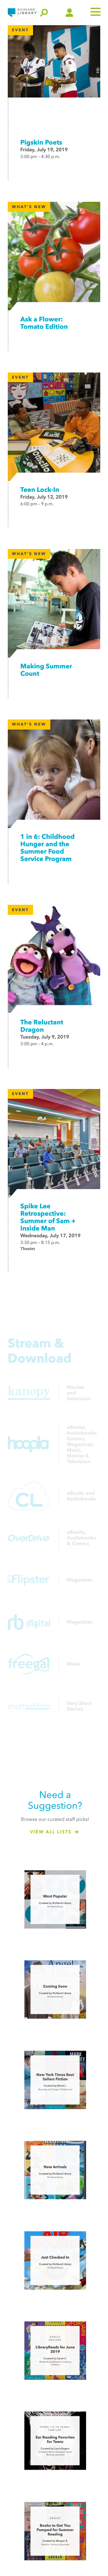 RICHLAND
LIBRARY
EVENT
Pigskin Poets
Friday, July 19, 2019
3:00 pm – 4:30 p.m.
WHAT'S NEW
Ask a Flower:
Tomato Edition
EVENT
Teen Lock-In
Friday, July 12, 2019
6:00 pm – 9 p.m.
WHAT'S NEW
Making Summer
Count
WHAT'S NEW
1 in 6: Childhood
Hunger and the
Summer Food
Service Program
EVENT
The Reluctant
Dragon
Tuesday, July 9, 2019
3:00 pm – 4 p.m.
EVENT
Spike Lee
Retrospective:
Summer of Sam +
Inside Man
Wednesday, July 17, 2019
3:30 pm – 8:15 p.m.
Theater
Stream &
Download
kanopy
Movies
and
Television
hoopla
eBooks,
Audiobooks,
Comics,
Magazines,
Music,
Movies &
Television
CL
eBooks and
Audiobooks
OverDrive
eBooks,
Audiobooks
& Comics
Flipster
Magazines
rb digital
Magazines
freegal
Music
Very Short
Stories
Need a
Suggestion?
Browse our curated staff picks!
VIEW ALL LISTS
Most Popular
Coming Soon
New York Times Best
Sellers Fiction
New Arrivals
Just Checked In
LibraryReads for June
2019
Ear Reading Favorites
for Teens
Books to Get You
Pumped for Summer
Reading